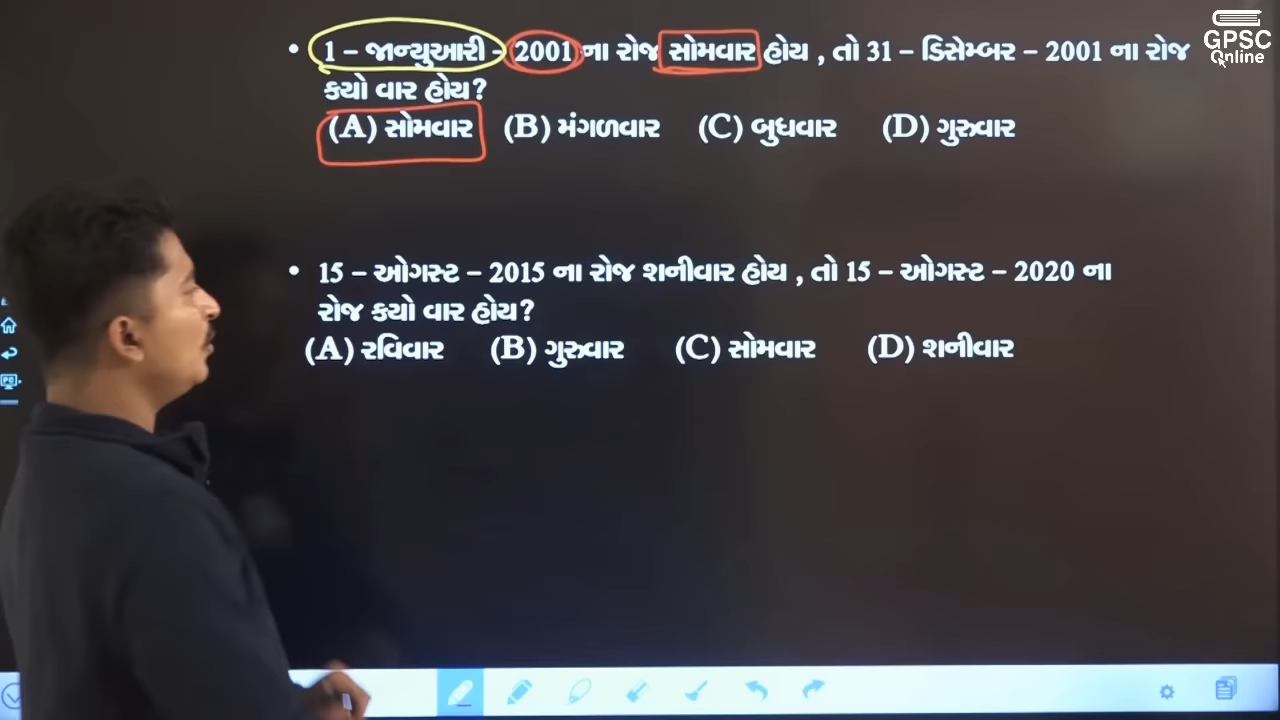 • 1 – જાન્યુઆરી – 2001 ના રોજ સોમવાર હોય , તો 31 – ડિસેમ્બર – 2001 ના રોજ
કયો વાર હોય?
(A) સોમવાર (B) મંગળવાર (C) બુધવાર (D) ગુરુવાર
• 15 – ઓગસ્ટ – 2015 ના રોજ શનીવાર હોય , તો 15 – ઓગસ્ટ – 2020 ના
રોજ કયો વાર હોય?
(A) રવિવાર (B) ગુરુવાર (C) સોમવાર (D) શનીવાર
GPSC
Online
PC